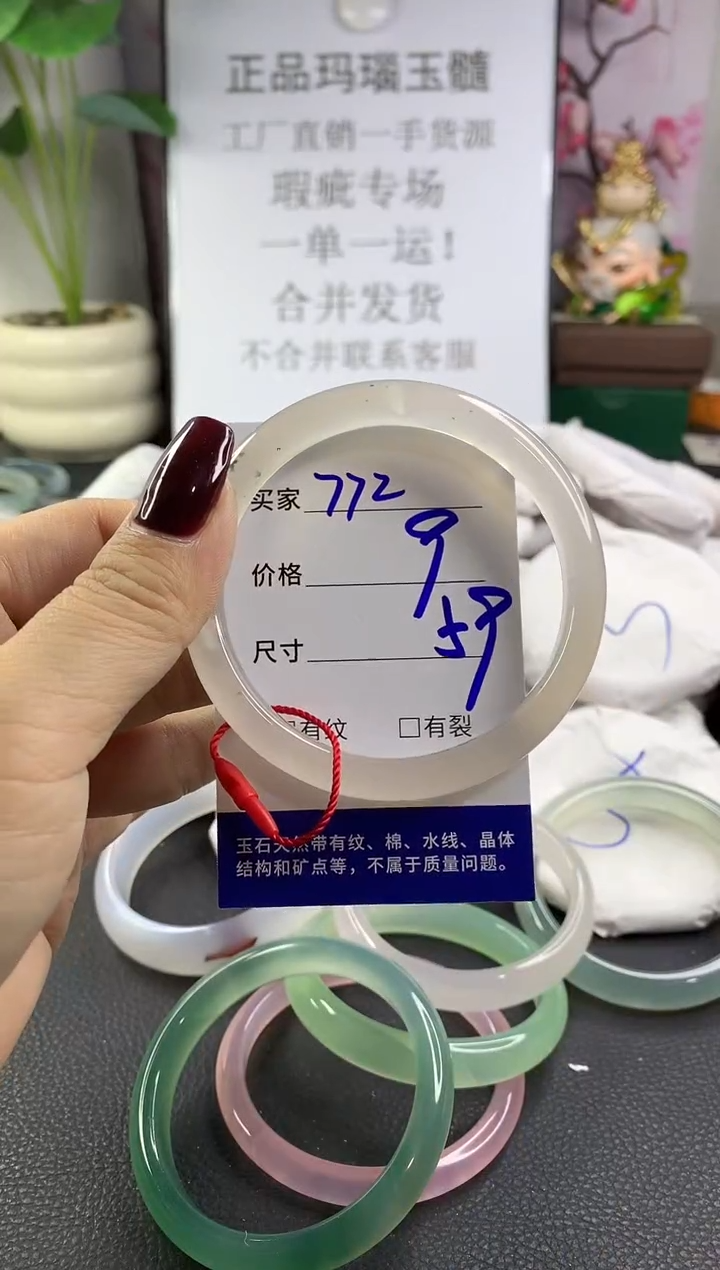 正品玛瑙玉髓
工厂直销一手货源
瑕疵专场
一单一运！
合并发货
不合并联系客服
买家 772
价格 9
尺寸 59
有纹 □有裂
玉石天然带有纹、棉、水线、晶体
结构和矿点等，不属于质量问题。